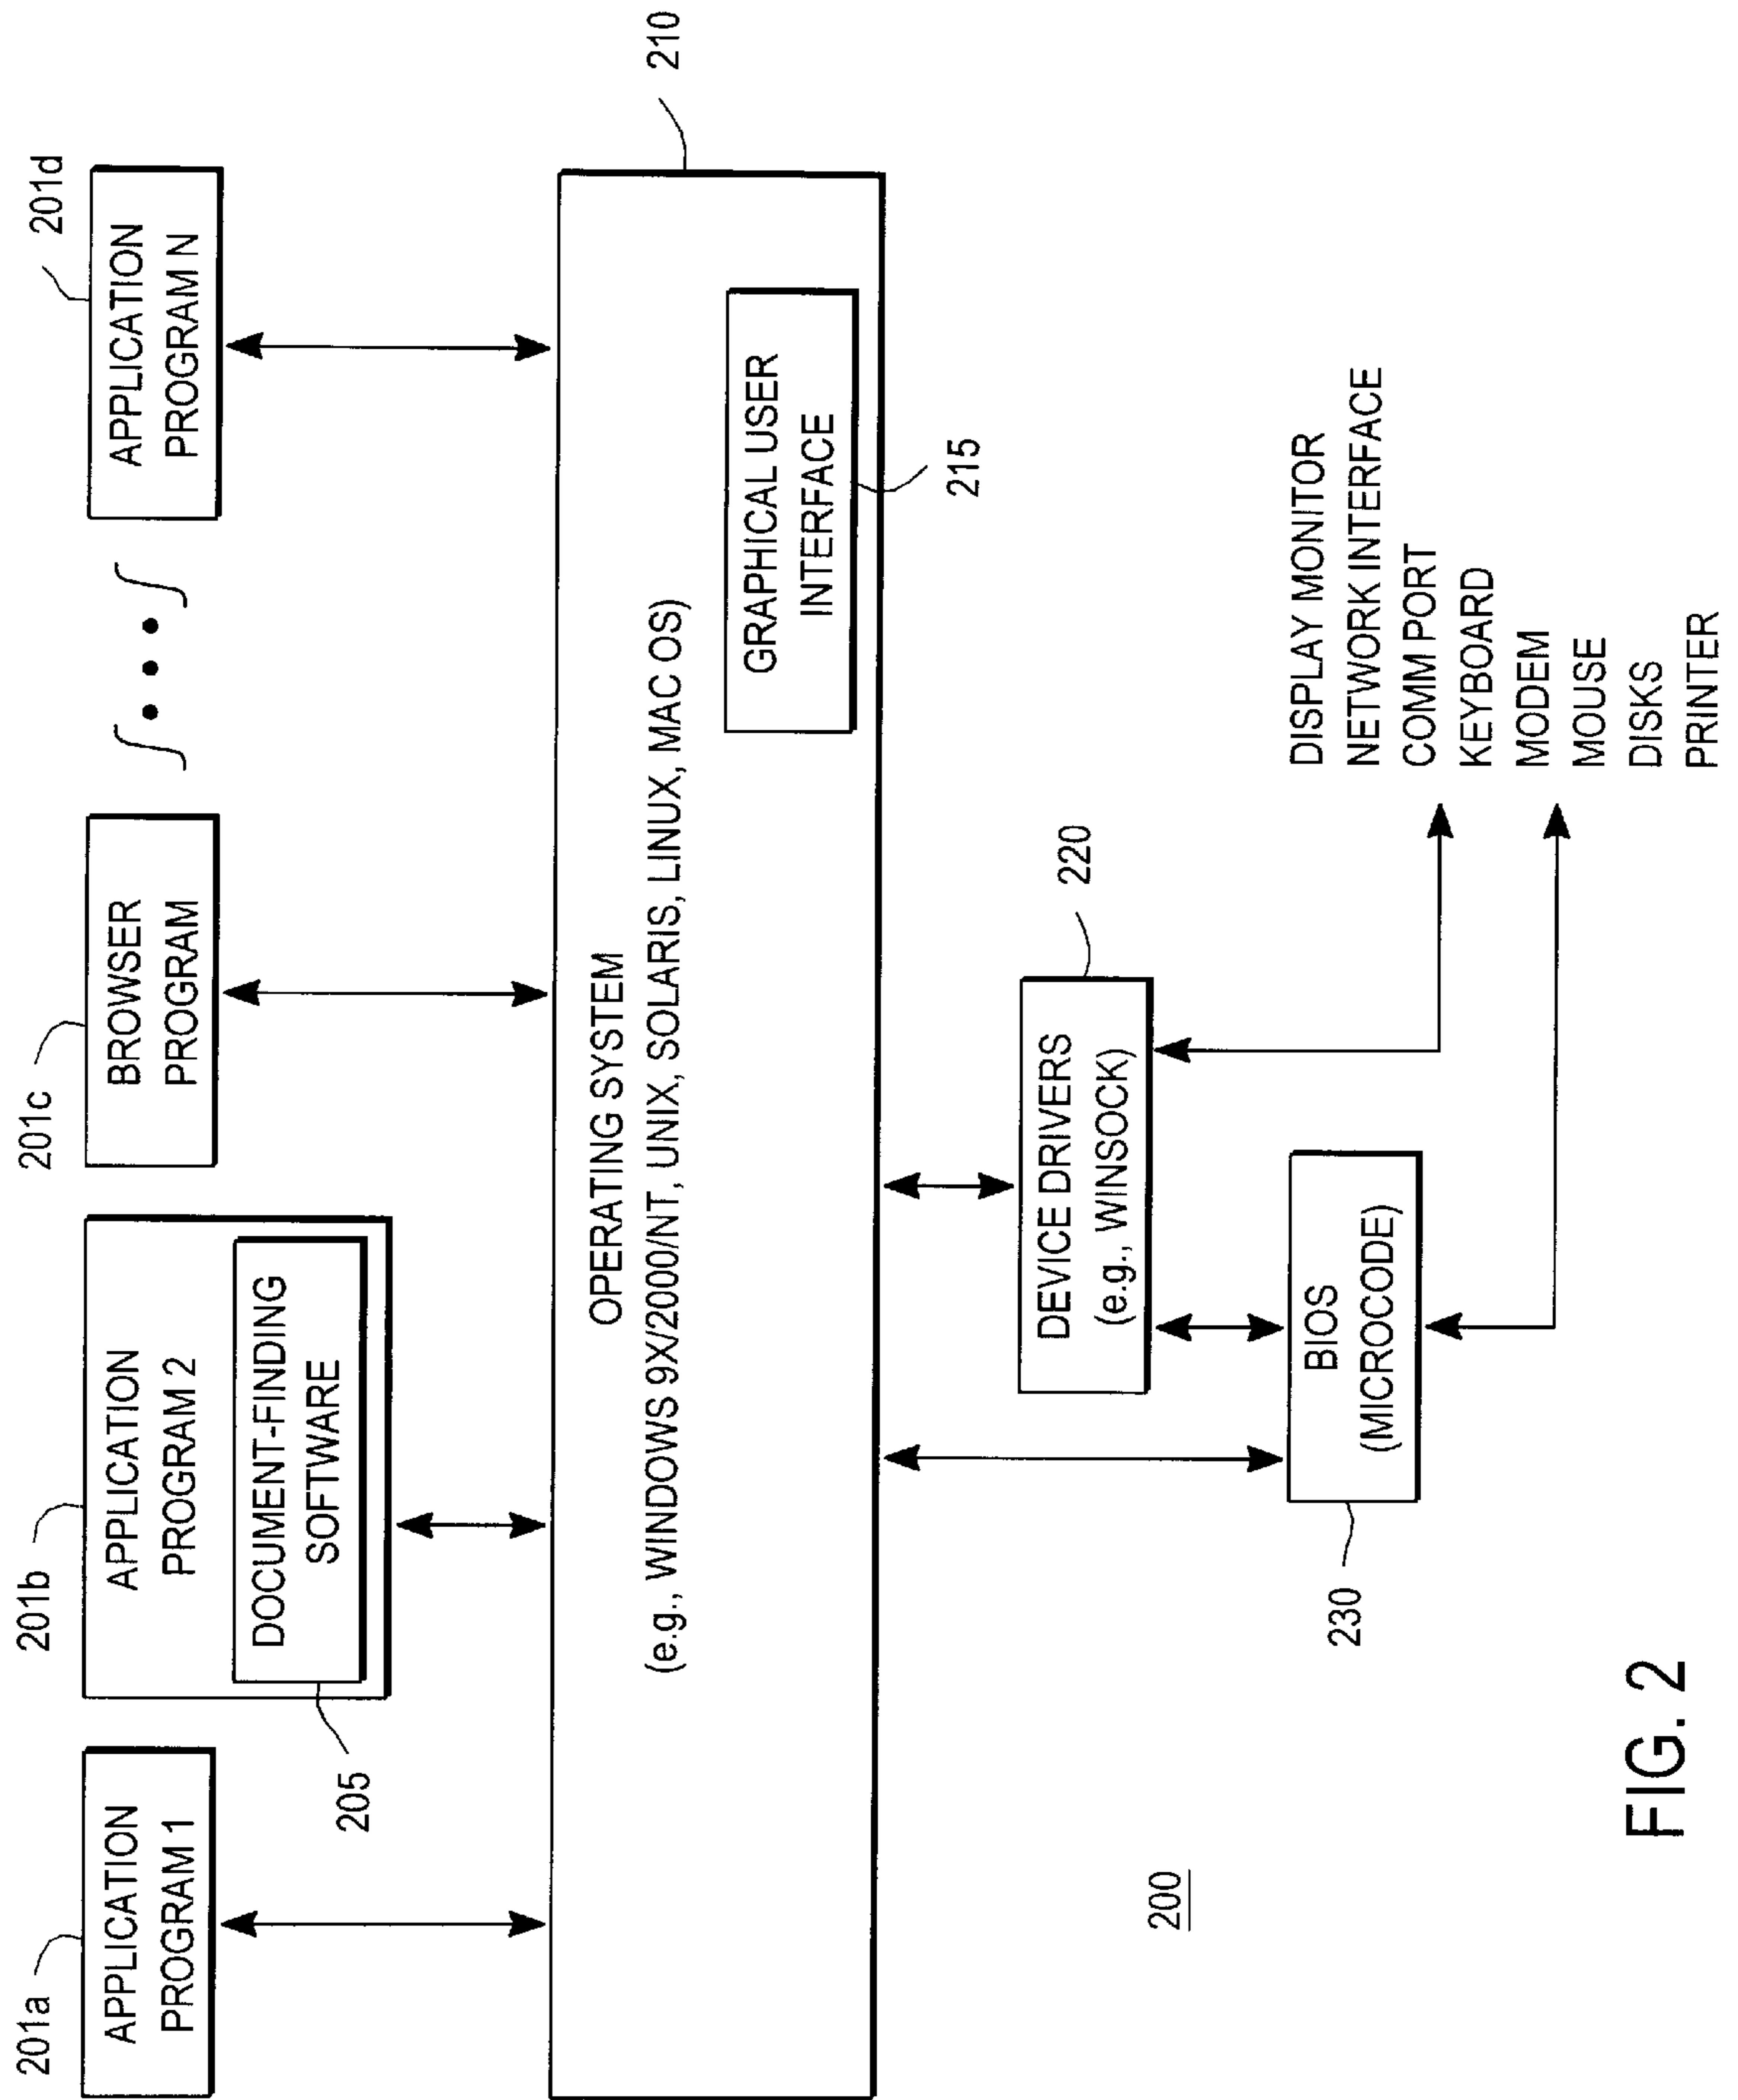 201a
APPLICATION
PROGRAM 1
201b
APPLICATION
PROGRAM 2
DOCUMENT-FINDING
SOFTWARE
205
201c
BROWSER
PROGRAM
201d
APPLICATION
PROGRAM N
210
OPERATING SYSTEM
(e.g., WINDOWS 9X/2000/NT, UNIX, SOLARIS, LINUX, MAC OS)
GRAPHICAL USER
INTERFACE
215
220
DEVICE DRIVERS
(e.g., WINSOCK)
BIOS
(MICROCODE)
230
DISPLAY MONITOR
NETWORK INTERFACE
COMM PORT
KEYBOARD
MODEM
MOUSE
DISKS
PRINTER
200
FIG. 2